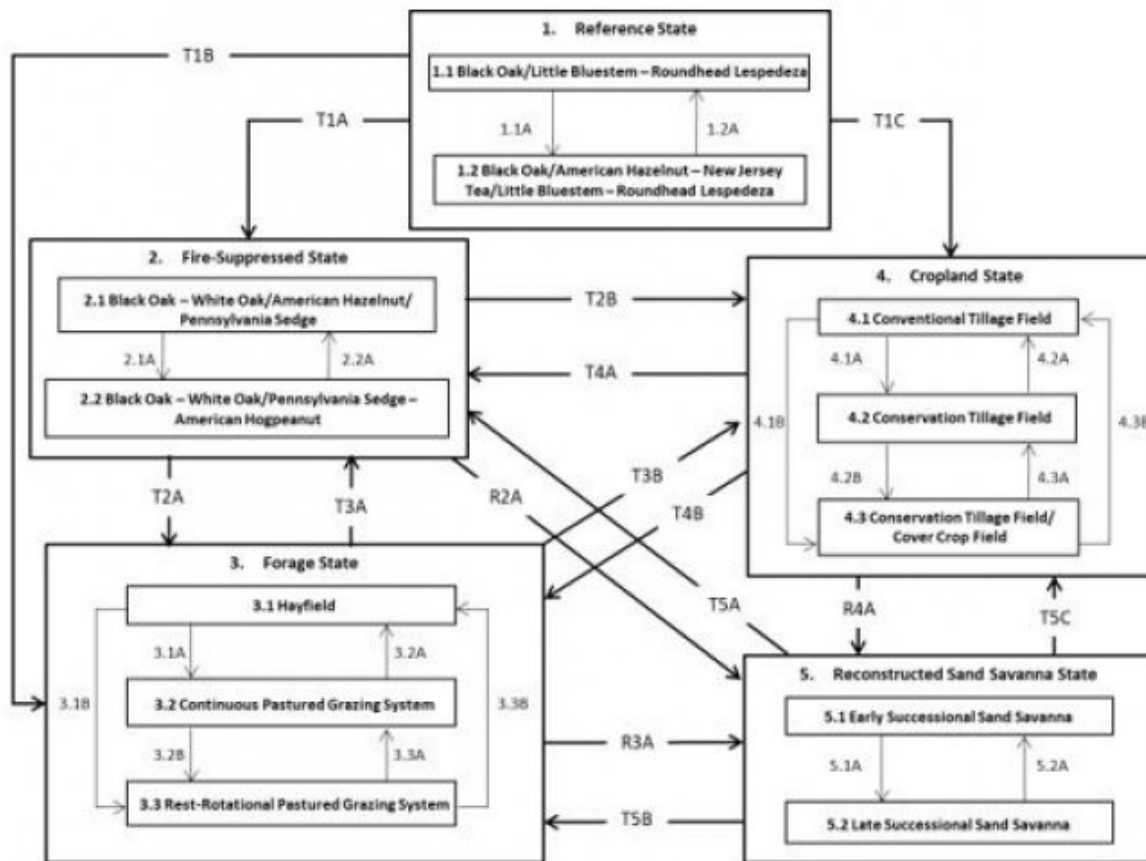 1. Reference State
T1B
1.1 Black Oak/Little Bluestem – Roundhead Lespedeza
T1A
1.1A
1.2A
T1C
1.2 Black Oak/American Hazelnut – New Jersey
Tea/Little Bluestem – Roundhead Lespedeza
2. Fire-Suppressed State
2.1 Black Oak – White Oak/American Hazelnut/
Pennsylvania Sedge
2.1A
2.2A
2.2 Black Oak – White Oak/Pennsylvania Sedge –
American Hogpeanut
T2B
T4A
4. Cropland State
4.1 Conventional Tillage Field
4.1A
4.2A
4.1B
4.2 Conservation Tillage Field
4.3B
4.2B
4.3A
4.3 Conservation Tillage Field/
Cover Crop Field
T2A
T3A
R2A
T3B
T4B
T5A
R4A
T5C
3. Forage State
3.1 Hayfield
3.1A
3.2A
3.1B
3.2 Continuous Pastured Grazing System
3.3B
3.2B
3.3A
3.3 Rest-Rotational Pastured Grazing System
R3A
T5B
5. Reconstructed Sand Savanna State
5.1 Early Successional Sand Savanna
5.1A
5.2A
5.2 Late Successional Sand Savanna